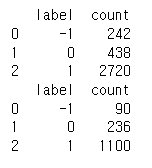 label count
0 -1 242
1 0 438
2 1 2720
label count
0 -1 90
1 0 236
2 1 1100